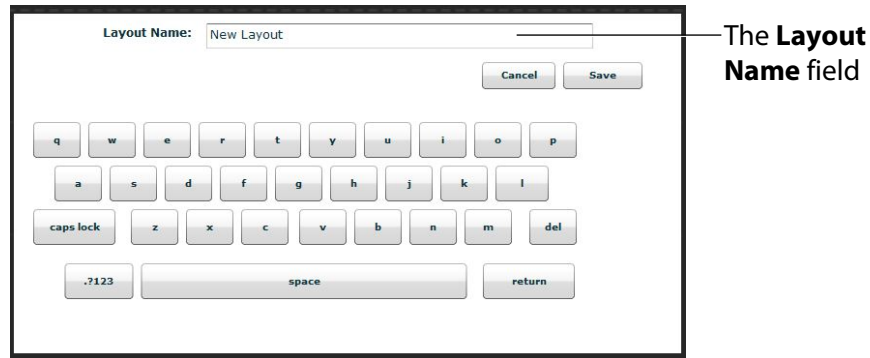 Layout Name: New Layout
The Layout
Name field
Cancel Save
q w e r t y u i o p
a s d f g h j k l
caps lock z x c v b n m del
.?123 space return